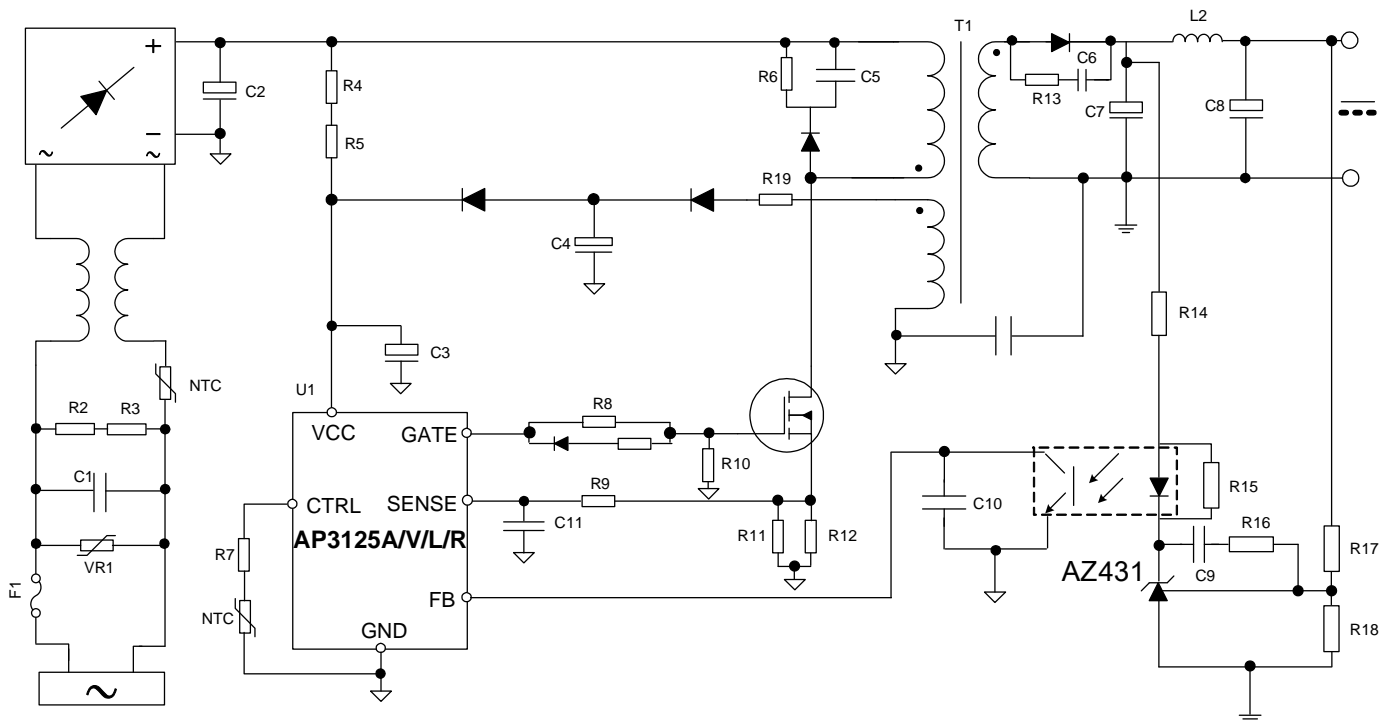 T1
L2
+
C2
R4
R6
C5
C6
R13
C7
C8
−
R5
~
~
R19
C4
R14
C3
NTC
U1
R2
R3
VCC
GATE
R8
R10
C1
CTRL
SENSE
R9
C10
R15
C11
R11
R12
R16
AP3125A/V/L/R
R7
VR1
AZ431
C9
R17
F1
NTC
FB
GND
R18
~